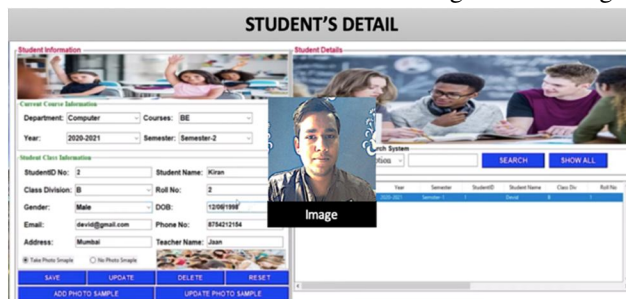 STUDENT'S DETAIL
Student Information
Current Course Information
Department: Computer Courses: BE
Year: 2020-2021 Semester: Semester-2
Student Class Information
StudentID No: 2 Student Name: Kiran
Class Division: B Roll No: 2
Gender: Male DOB: 12/06/1998
Email: devid@gmail.com Phone No: 8754212154
Address: Mumbai Teacher Name: Jaan
Take Photo Smaple No Photo Smaple
SAVE UPDATE DELETE RESET
ADD PHOTO SAMPLE UPDATE PHOTO SAMPLE
Image
Student Details
rch System
SEARCH SHOW ALL
Year Semester StudentID Student Name Class Div Roll No
2020-2021 Semester-1 1 David B 1